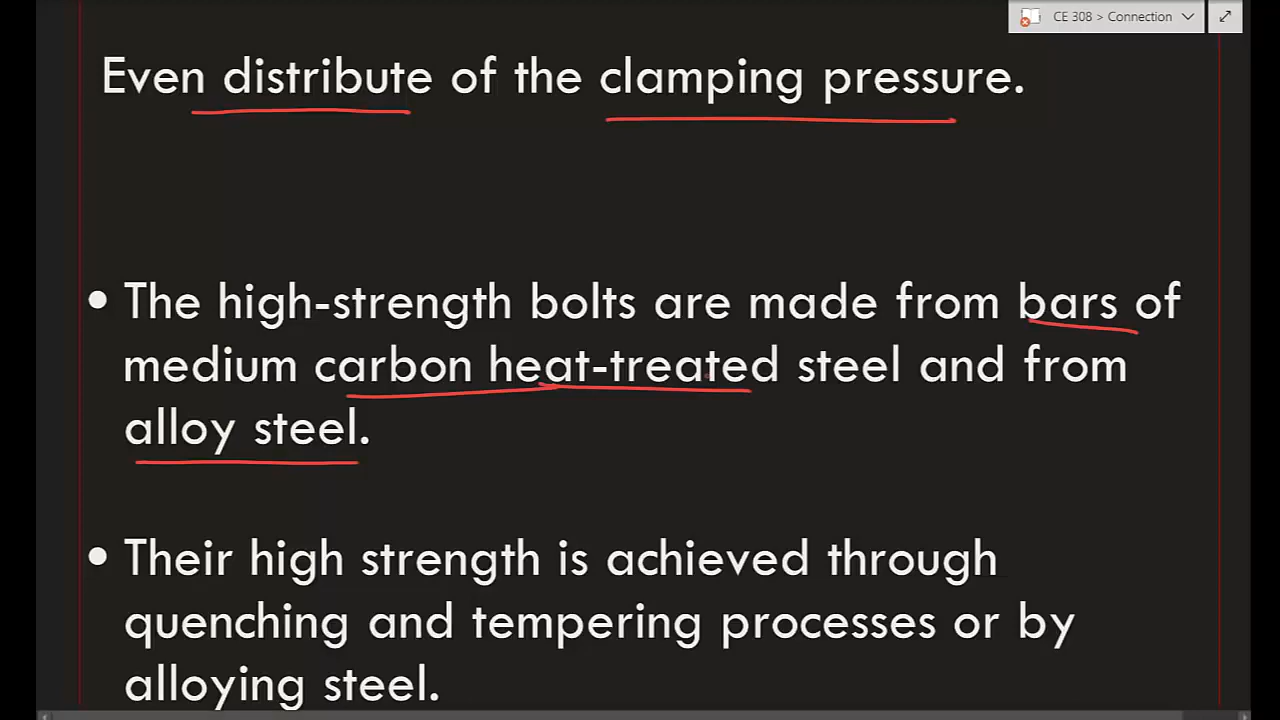 CE 308 > Connection
Even distribute of the clamping pressure.
• The high-strength bolts are made from bars of
medium carbon heat-treated steel and from
alloy steel.
• Their high strength is achieved through
quenching and tempering processes or by
alloying steel.